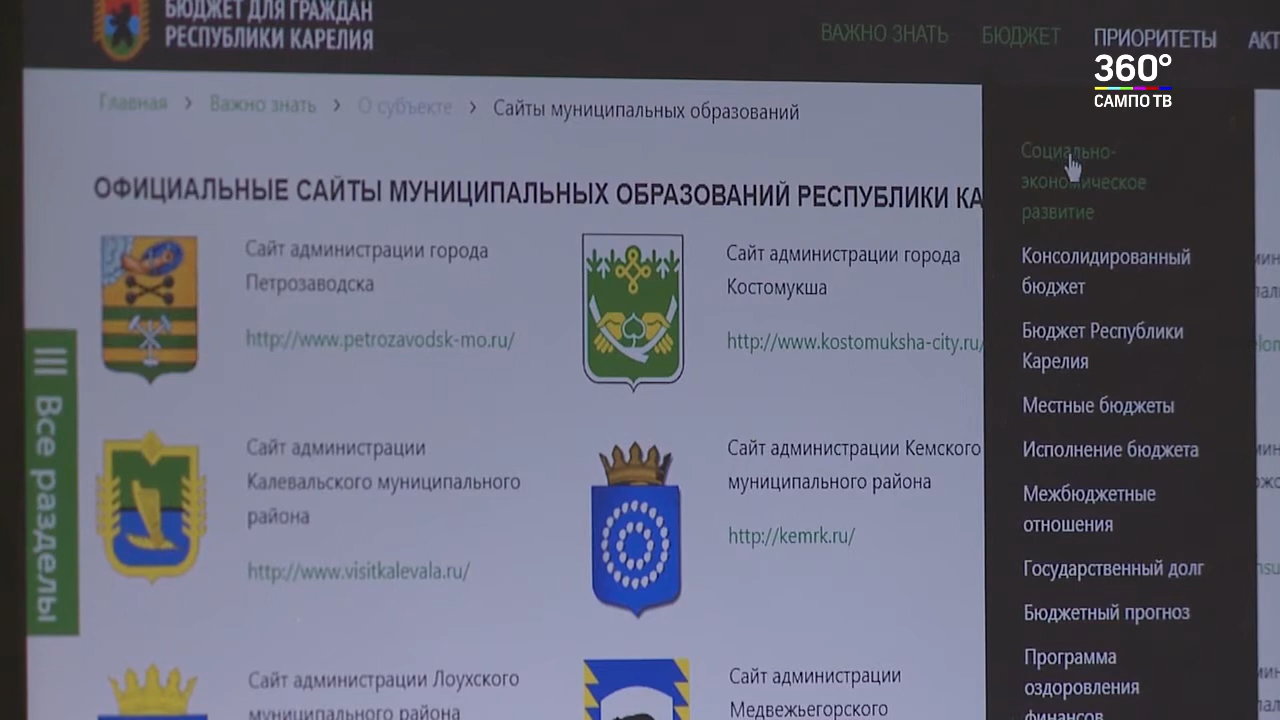 БЮДЖЕТ ДЛЯ ГРАЖДАН
РЕСПУБЛИКИ КАРЕЛИЯ
ВАЖНО ЗНАТЬ
БЮДЖЕТ
ПРИОРИТЕТЫ
АКТ
360°
САМПО ТВ
Главная > Важно знать > О субъекте > Сайты муниципальных образований
ОФИЦИАЛЬНЫЕ САЙТЫ МУНИЦИПАЛЬНЫХ ОБРАЗОВАНИЙ РЕСПУБЛИКИ КА
Сайт администрации города
Петрозаводска
http://www.petrozavodsk-mo.ru/
Сайт администрации города
Костомукша
http://www.kostomuksha-city.ru/
Сайт администрации
Калевальского муниципального
района
http://www.visitkalevala.ru/
Сайт администрации Кемского
муниципального района
http://kemrk.ru/
Сайт администрации Лоухского
муниципального района
Сайт администрации
Медвежьегорского
Все разделы
Социально-
экономическое
развитие
Консолидированный
бюджет
Бюджет Республики
Карелия
Местные бюджеты
Исполнение бюджета
Межбюджетные
отношения
Государственный долг
Бюджетный прогноз
Программа
оздоровления
финансов